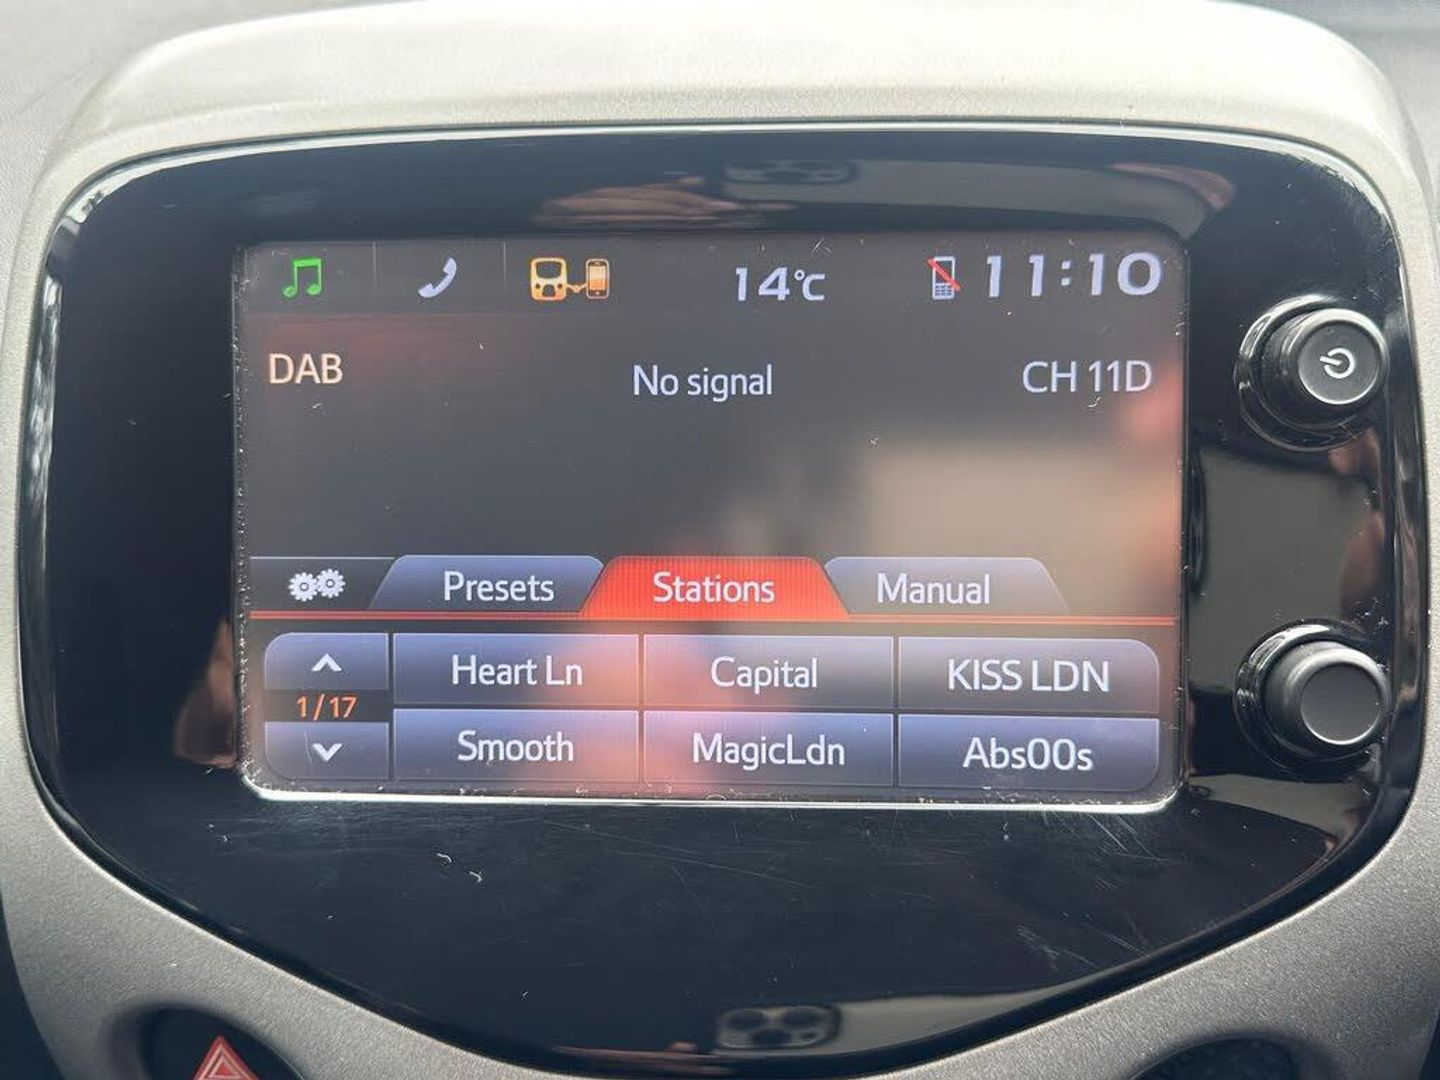 14°C 11:10
DAB No signal CH 11D
Presets Stations Manual
Heart Ln Capital KISS LDN
1/17
Smooth MagicLdn Abs00s